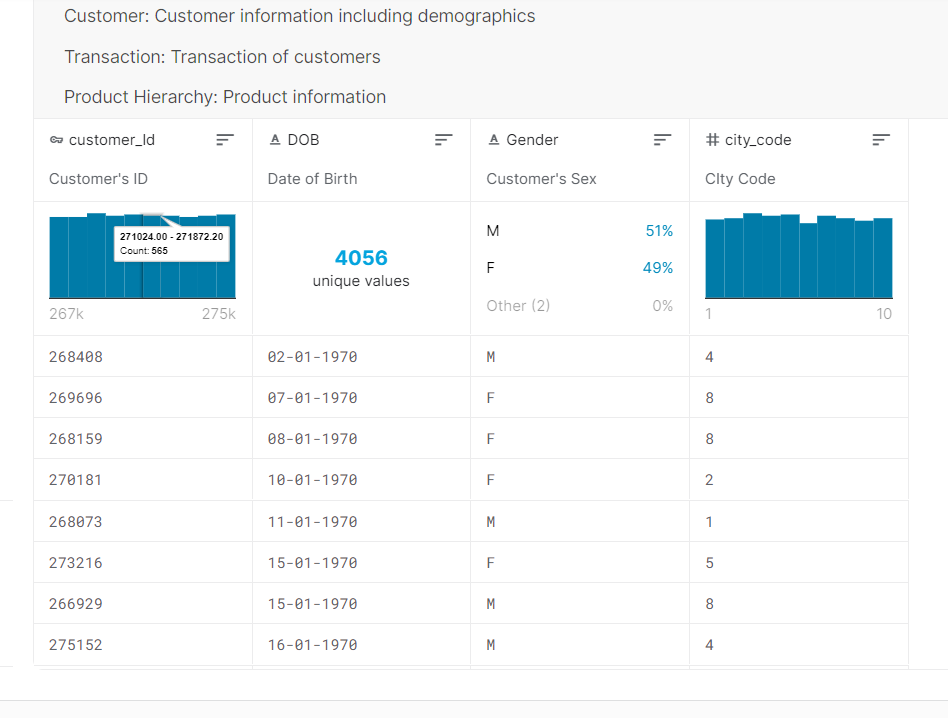 Customer: Customer information including demographics
Transaction: Transaction of customers
Product Hierarchy: Product information
customer_Id A DOB A Gender # city_code
Customer's ID Date of Birth Customer's Sex CIty Code
271024.00 - 271872.20
Count: 565
267k 275k
4056
unique values
M 51%
F 49%
Other (2) 0%
1 10
268408 02-01-1970 M 4
269696 07-01-1970 F 8
268159 08-01-1970 F 8
270181 10-01-1970 F 2
268073 11-01-1970 M 1
273216 15-01-1970 F 5
266929 15-01-1970 M 8
275152 16-01-1970 M 4